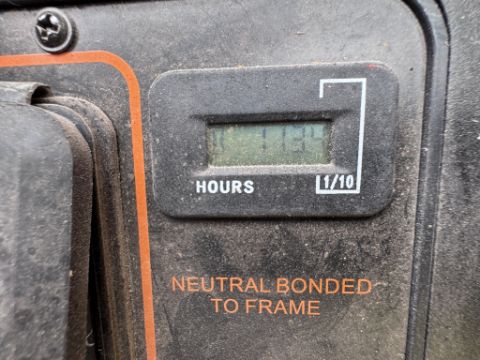 HOURS
1/10
NEUTRAL BONDED
TO FRAME